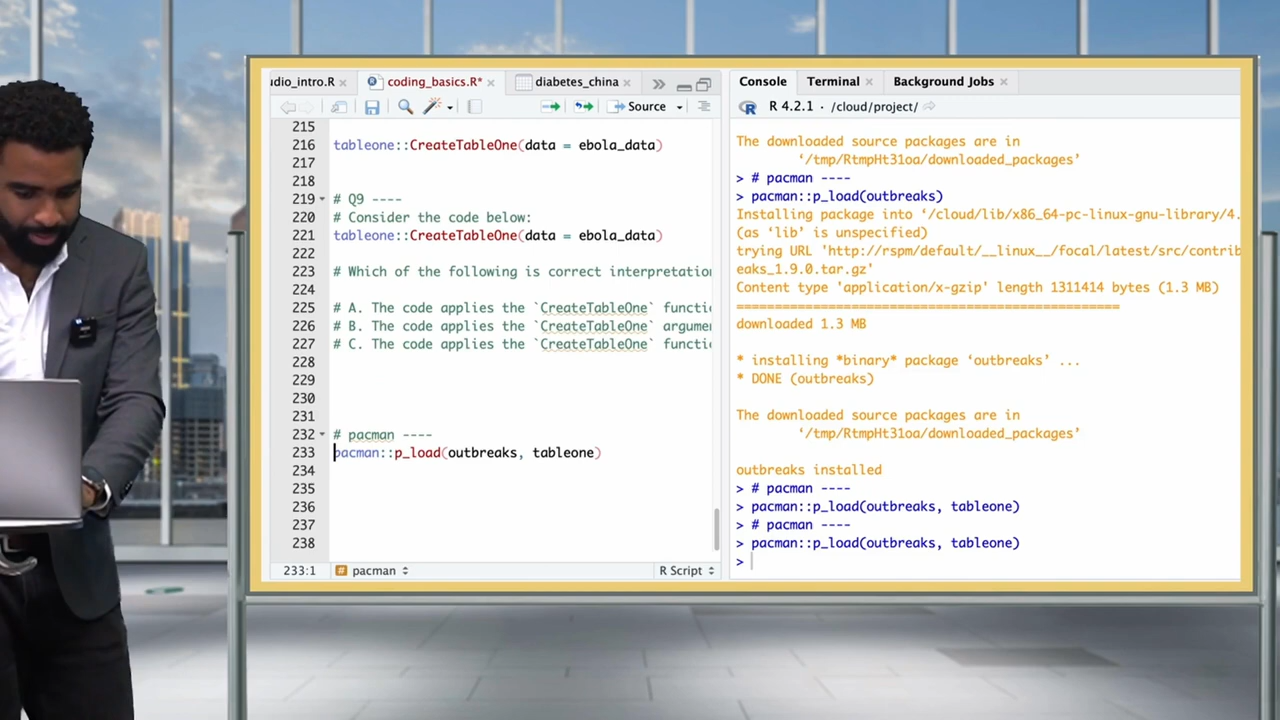 udio_intro.R
coding_basics.R*
diabetes_china
Source
215
216 tableone::CreateTableOne(data = ebola_data)
217
218
219 # Q9 ----
220 # Consider the code below:
221 tableone::CreateTableOne(data = ebola_data)
222
223 # Which of the following is correct interpretation
224
225 # A. The code applies the `CreateTableOne` functi
226 # B. The code applies the `CreateTableOne` argume
227 # C. The code applies the `CreateTableOne` functi
228
229
230
231
232 # pacman ----
233 pacman::p_load(outbreaks, tableone)
234
235
236
237
238
233:1 # pacman R Script
Console Terminal Background Jobs
R 4.2.1 · /cloud/project/
The downloaded source packages are in
‘/tmp/RtmpHt31oa/downloaded_packages’
> # pacman ----
> pacman::p_load(outbreaks)
Installing package into ‘/cloud/lib/x86_64-pc-linux-gnu-library/4.
(as ‘lib’ is unspecified)
trying URL 'http://rspm/default/__linux__/focal/latest/src/contrib
eaks_1.9.0.tar.gz'
Content type 'application/x-gzip' length 1311414 bytes (1.3 MB)
==================================================
downloaded 1.3 MB
* installing *binary* package ‘outbreaks’ ...
* DONE (outbreaks)
The downloaded source packages are in
‘/tmp/RtmpHt31oa/downloaded_packages’
outbreaks installed
> # pacman ----
> pacman::p_load(outbreaks, tableone)
> # pacman ----
> pacman::p_load(outbreaks, tableone)
>